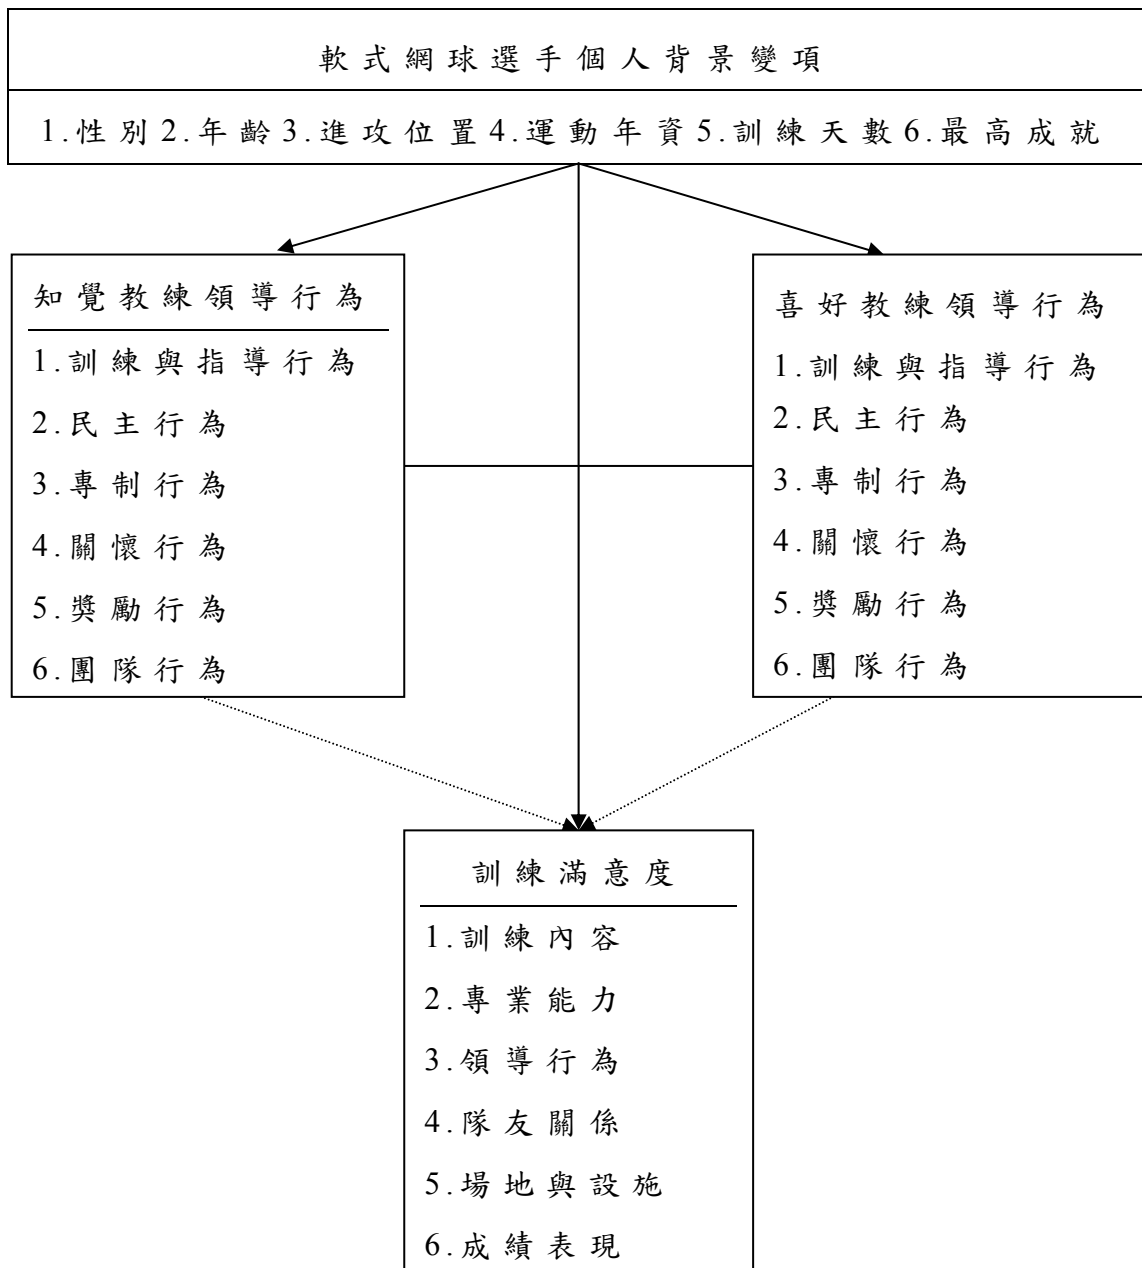 軟式網球選手個人背景變項
1.性別2.年齡3.進攻位置4.運動年資5.訓練天數6.最高成就
知覺教練領導行為
1.訓練與指導行為
2.民主行為
3.專制行為
4.關懷行為
5.獎勵行為
6.團隊行為
喜好教練領導行為
1.訓練與指導行為
2.民主行為
3.專制行為
4.關懷行為
5.獎勵行為
6.團隊行為
訓練滿意度
1.訓練內容
2.專業能力
3.領導行為
4.隊友關係
5.場地與設施
6.成績表現